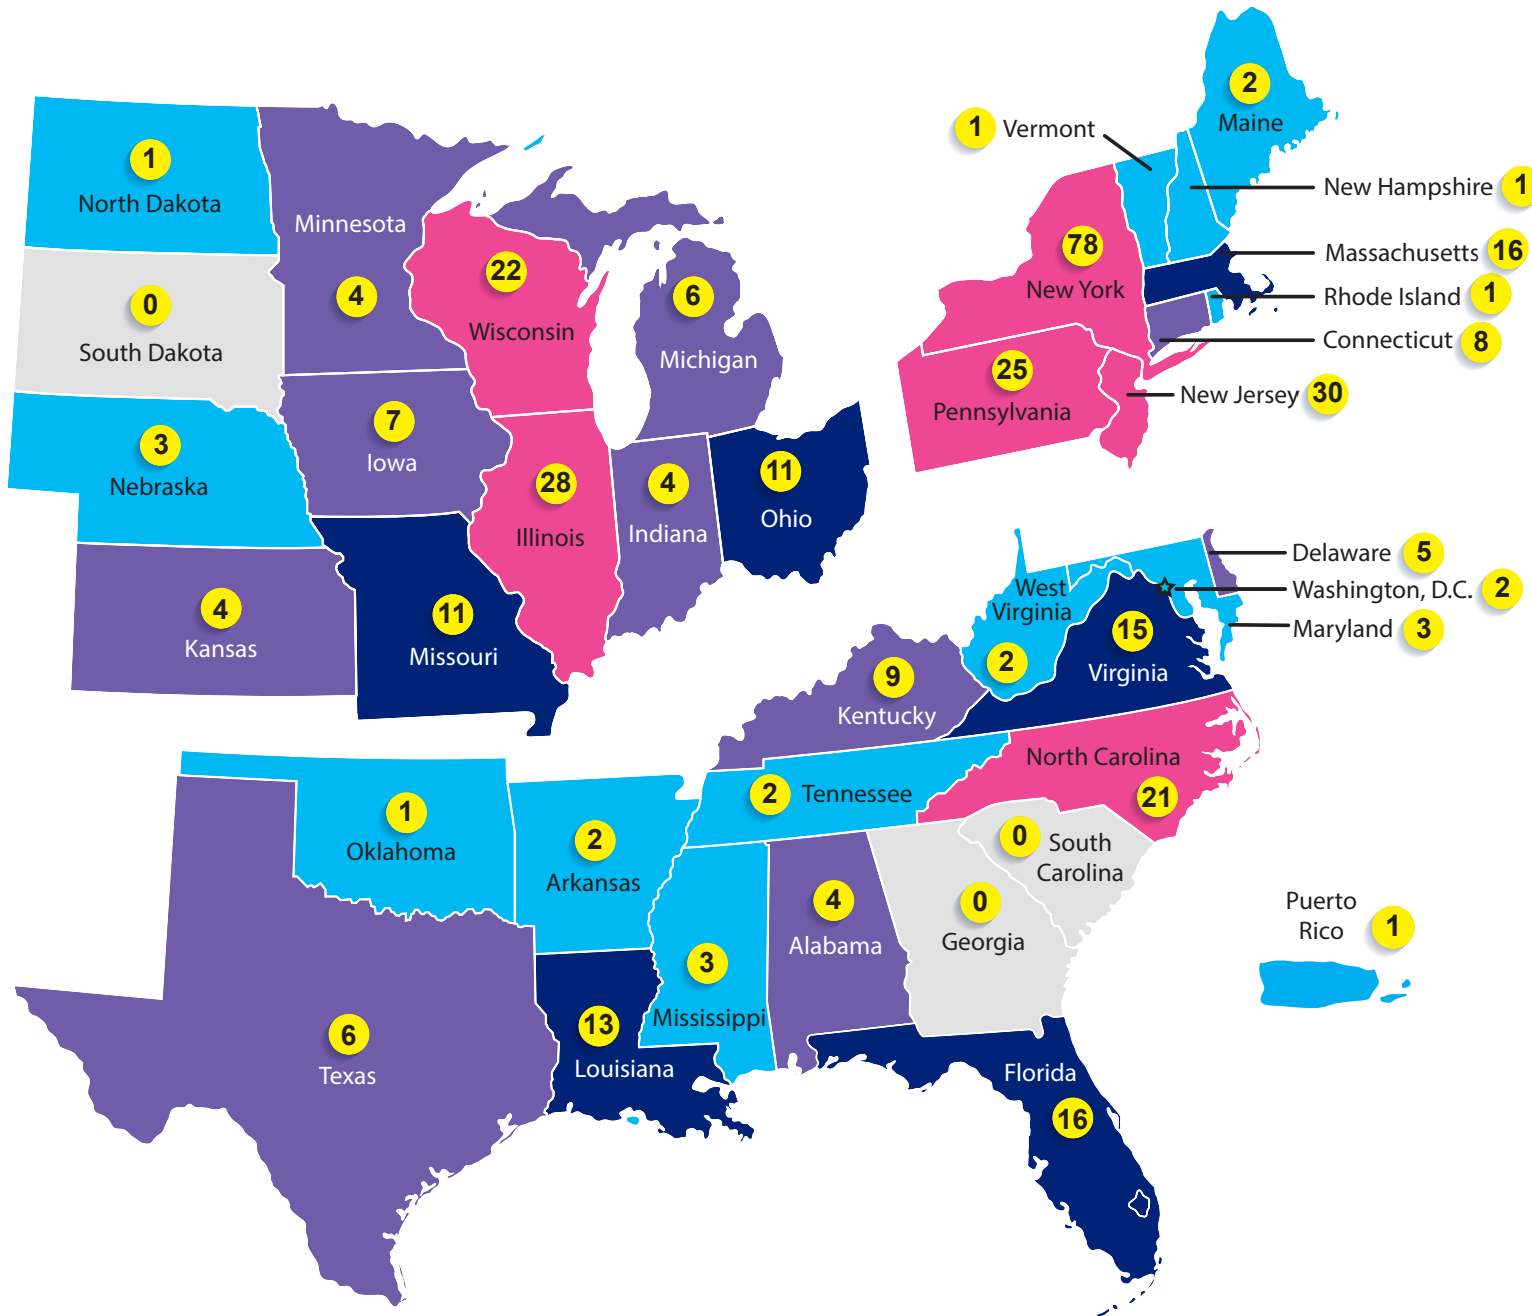 1
North Dakota
0
South Dakota
3
Nebraska
4
Kansas
Minnesota
4
7
Iowa
11
Missouri
22
Wisconsin
28
Illinois
6
Michigan
4
Indiana
11
Ohio
2
Maine
1 Vermont
New Hampshire 1
Massachusetts 16
Rhode Island 1
Connecticut 8
78
New York
25
Pennsylvania
New Jersey 30
Delaware 5
Washington, D.C. 2
Maryland 3
West
Virginia
2
15
Virginia
9
Kentucky
North Carolina
21
2 Tennessee
0 South
Carolina
0
Georgia
1
Oklahoma
2
Arkansas
3
Mississippi
4
Alabama
6
Texas
13
Louisiana
Florida
16
Puerto
Rico
1